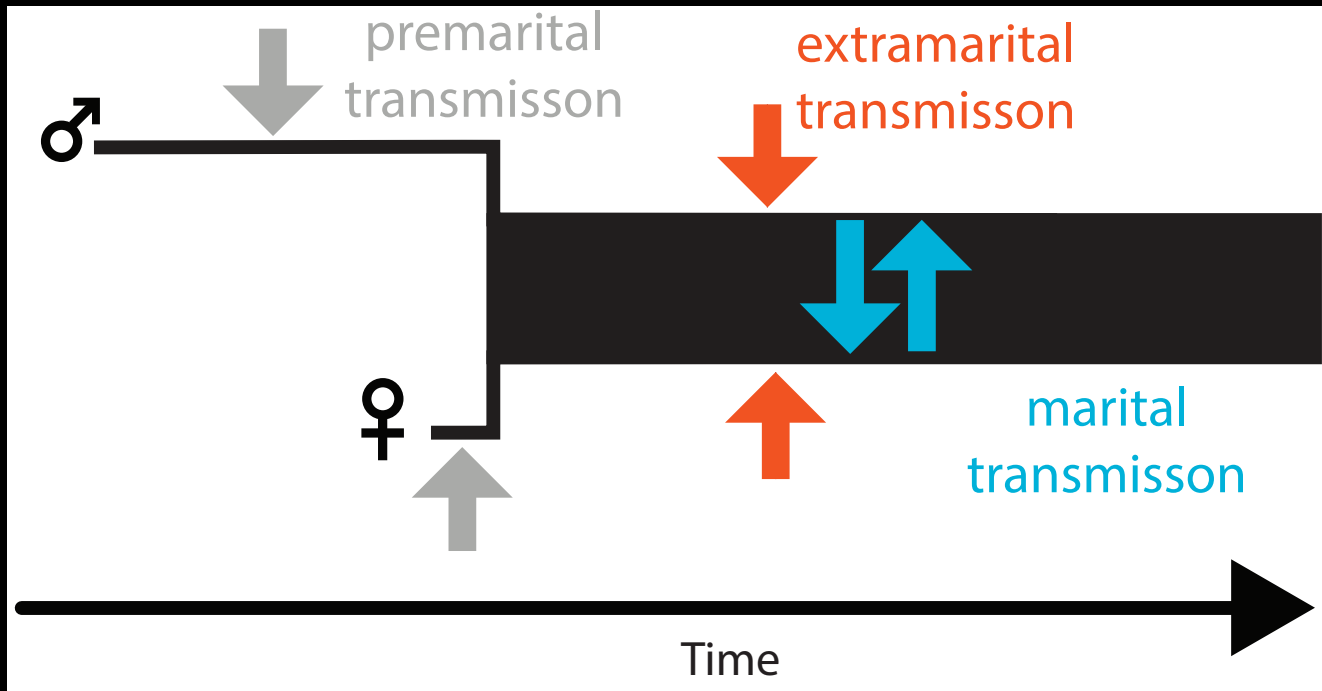 premarital
transmisson
extramarital
transmisson
marital
transmisson
Time